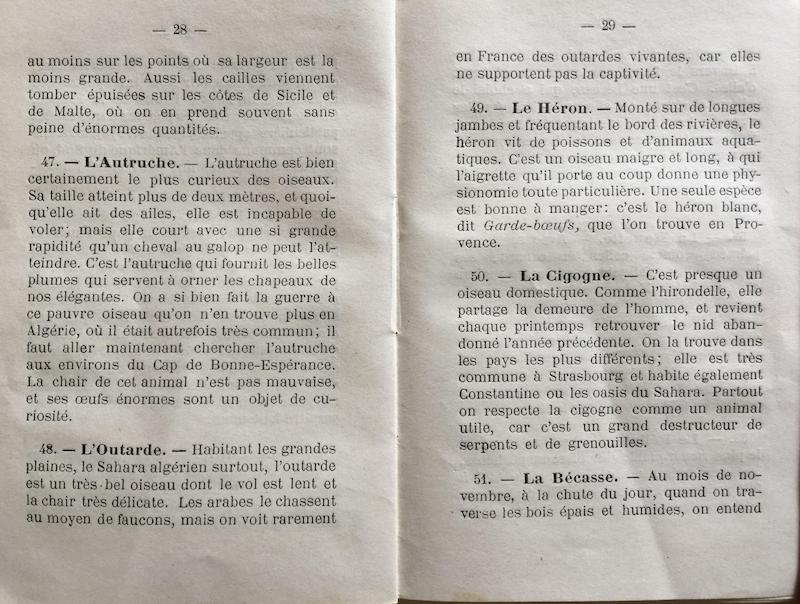 — 28 —
au moins sur les points où sa largeur est la
moins grande. Aussi les cailles viennent
tomber épuisées sur les côtes de Sicile et
de Malte, où on en prend souvent sans
peine d'énormes quantités.
47. — L'Autruche. — L'autruche est bien
certainement le plus curieux des oiseaux.
Sa taille atteint plus de deux mètres, et quoi-
qu'elle ait des ailes, elle est incapable de
voler; mais elle court avec une si grande
rapidité qu'un cheval au galop ne peut l'at-
teindre. C'est l'autruche qui fournit les belles
plumes qui servent à orner les chapeaux de
nos élégantes. On a si bien fait la guerre à
ce pauvre oiseau qu'on n'en trouve plus en
Algérie, où il était autrefois très commun; il
faut aller maintenant chercher l'autruche
aux environs du Cap de Bonne-Espérance.
La chair de cet animal n'est pas mauvaise,
et ses œufs énormes sont un objet de cu-
riosité.
48. — L'Outarde. — Habitant les grandes
plaines, le Sahara algérien surtout, l'outarde
est un très bel oiseau dont le vol est lent et
la chair très délicate. Les arabes le chassent
au moyen de faucons, mais on voit rarement
— 29 —
en France des outardes vivantes, car elles
ne supportent pas la captivité.
49. — Le Héron. — Monté sur de longues
jambes et fréquentant le bord des rivières, le
héron vit de poissons et d'animaux aqua-
tiques. C'est un oiseau maigre et long, à qui
l'aigrette qu'il porte au coup donne une phy-
sionomie toute particulière. Une seule espèce
est bonne à manger: c'est le héron blanc,
dit Garde-bœufs, que l'on trouve en Pro-
vence.
50. — La Cigogne. — C'est presque un
oiseau domestique. Comme l'hirondelle, elle
partage la demeure de l'homme, et revient
chaque printemps retrouver le nid aban-
donné l'année précédente. On la trouve dans
les pays les plus différents; elle est très
commune à Strasbourg et habite également
Constantine ou les oasis du Sahara. Partout
on respecte la cigogne comme un animal
utile, car c'est un grand destructeur de
serpents et de grenouilles.
51. — La Bécasse. — Au mois de no-
vembre, à la chute du jour, quand on tra-
verse les bois épais et humides, on entend